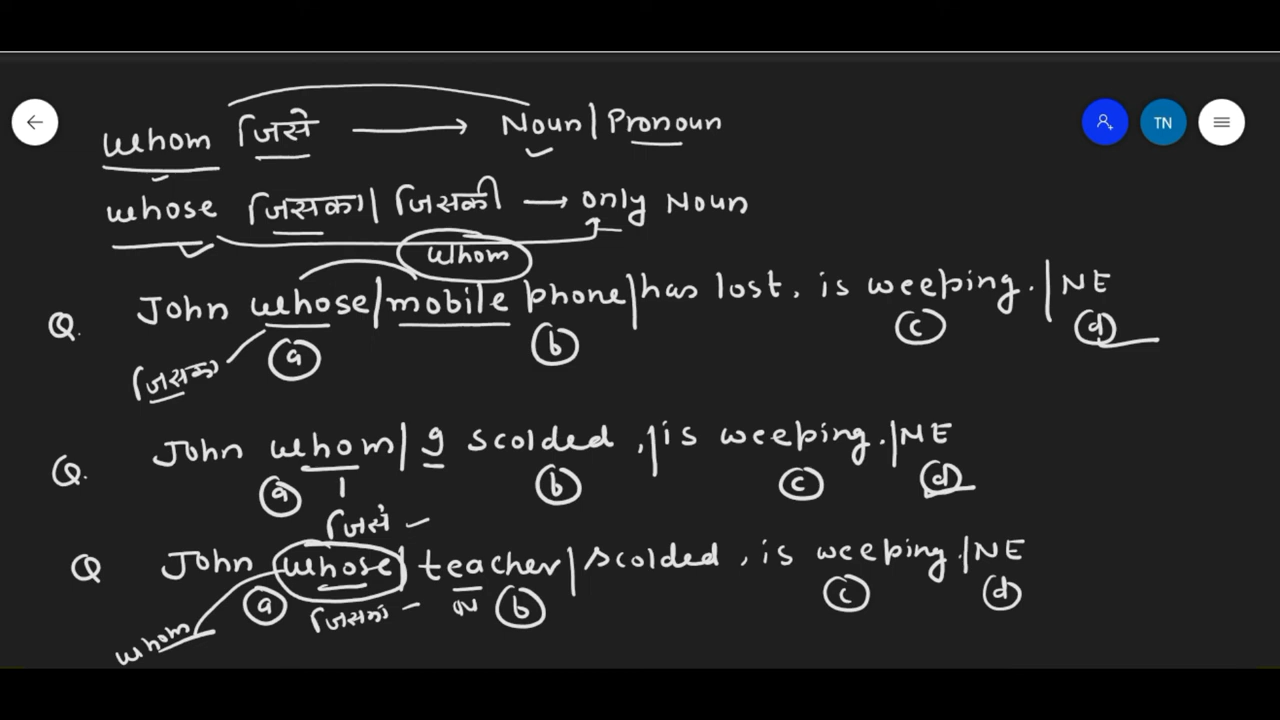 TN
Whom जिसे → Noun | Pronoun
whose जिसका | जिसकी → only Noun
Whom
Q. John whose | mobile phone | has lost, is weeping. | NE
जिसका a b c d
Q. John whom | I scolded, | is weeping. | NE
a b c d
जिसे
Q John whose | teacher | scolded, is weeping. | NE
whom a जिसका N b c d